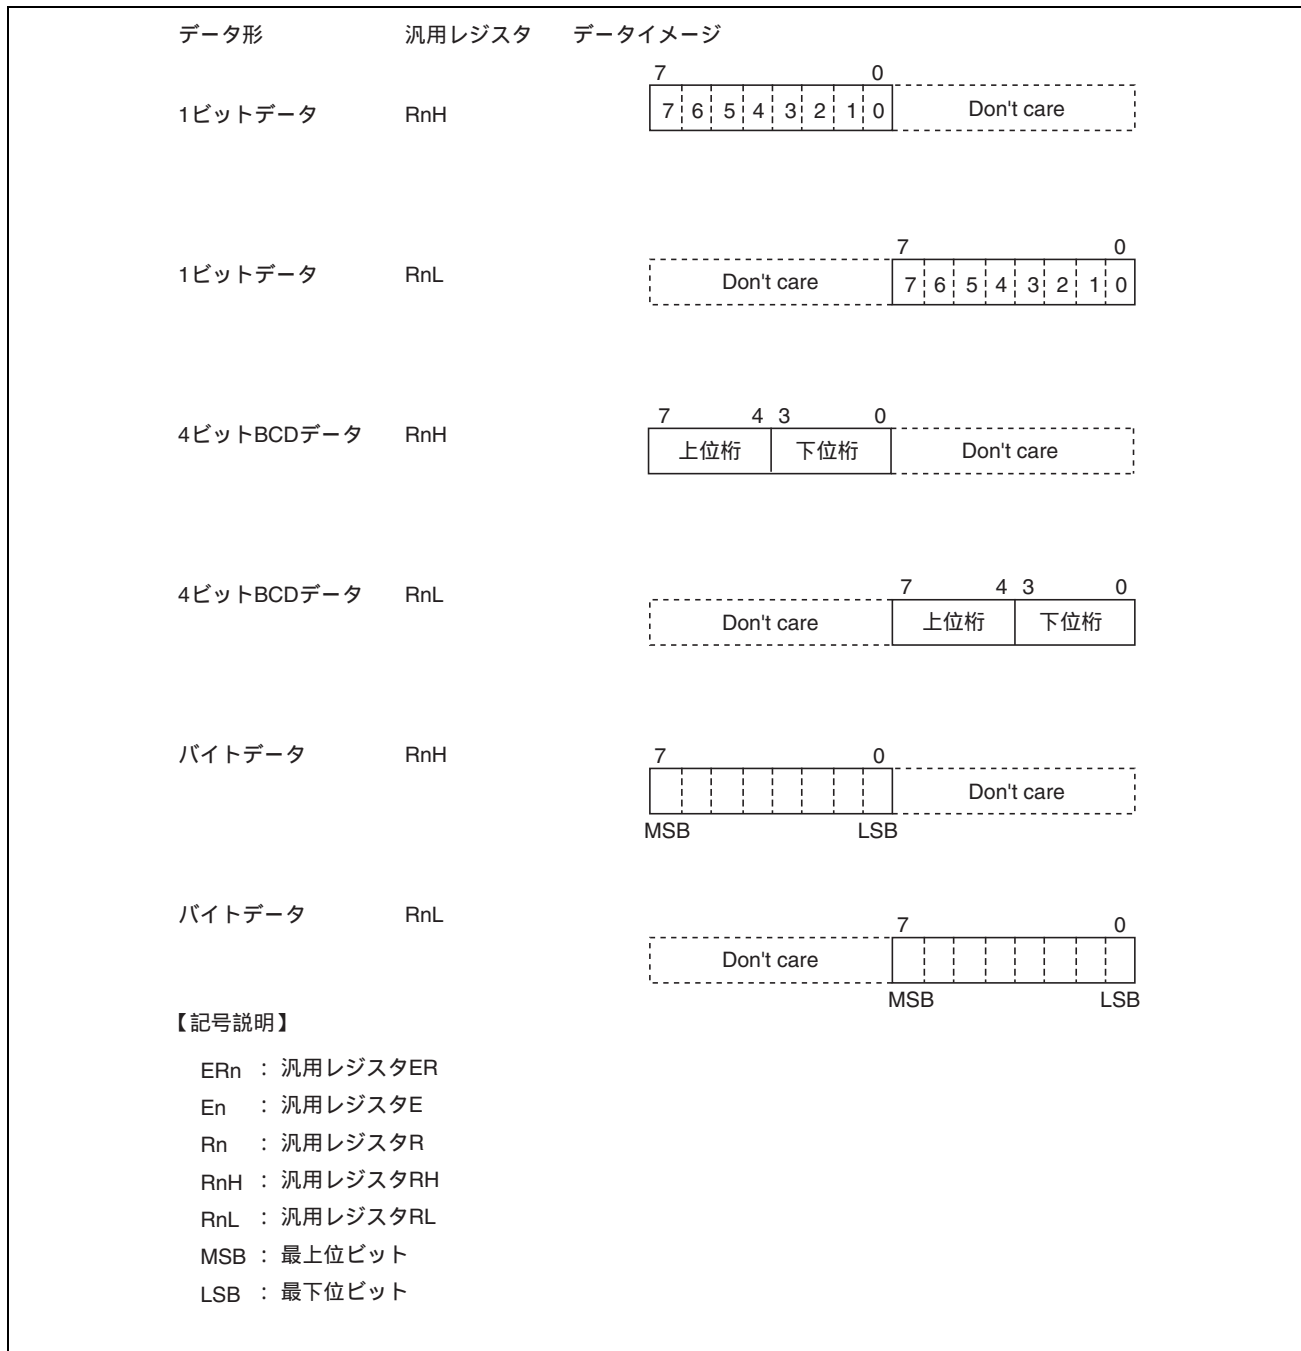 データ形 汎用レジスタ データイメージ
7 0
1ビットデータ RnH 7 6 5 4 3 2 1 0 Don't care
7 0
1ビットデータ RnL Don't care 7 6 5 4 3 2 1 0
7 4 3 0
4ビットBCDデータ RnH 上位桁 下位桁 Don't care
7 4 3 0
4ビットBCDデータ RnL Don't care 上位桁 下位桁
バイトデータ RnH 7 0
Don't care
MSB LSB
バイトデータ RnL 7 0
Don't care
MSB LSB
【記号説明】
ERn : 汎用レジスタER
En : 汎用レジスタE
Rn : 汎用レジスタR
RnH : 汎用レジスタRH
RnL : 汎用レジスタRL
MSB : 最上位ビット
LSB : 最下位ビット